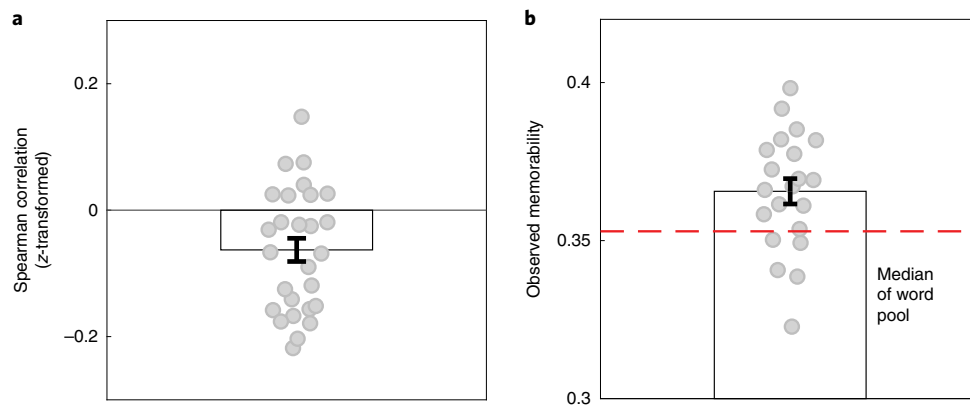 a
Spearman correlation
(z-transformed)
0.2
0
–0.2
b
Observed memorability
0.4
0.35
0.3
Median
of word
pool